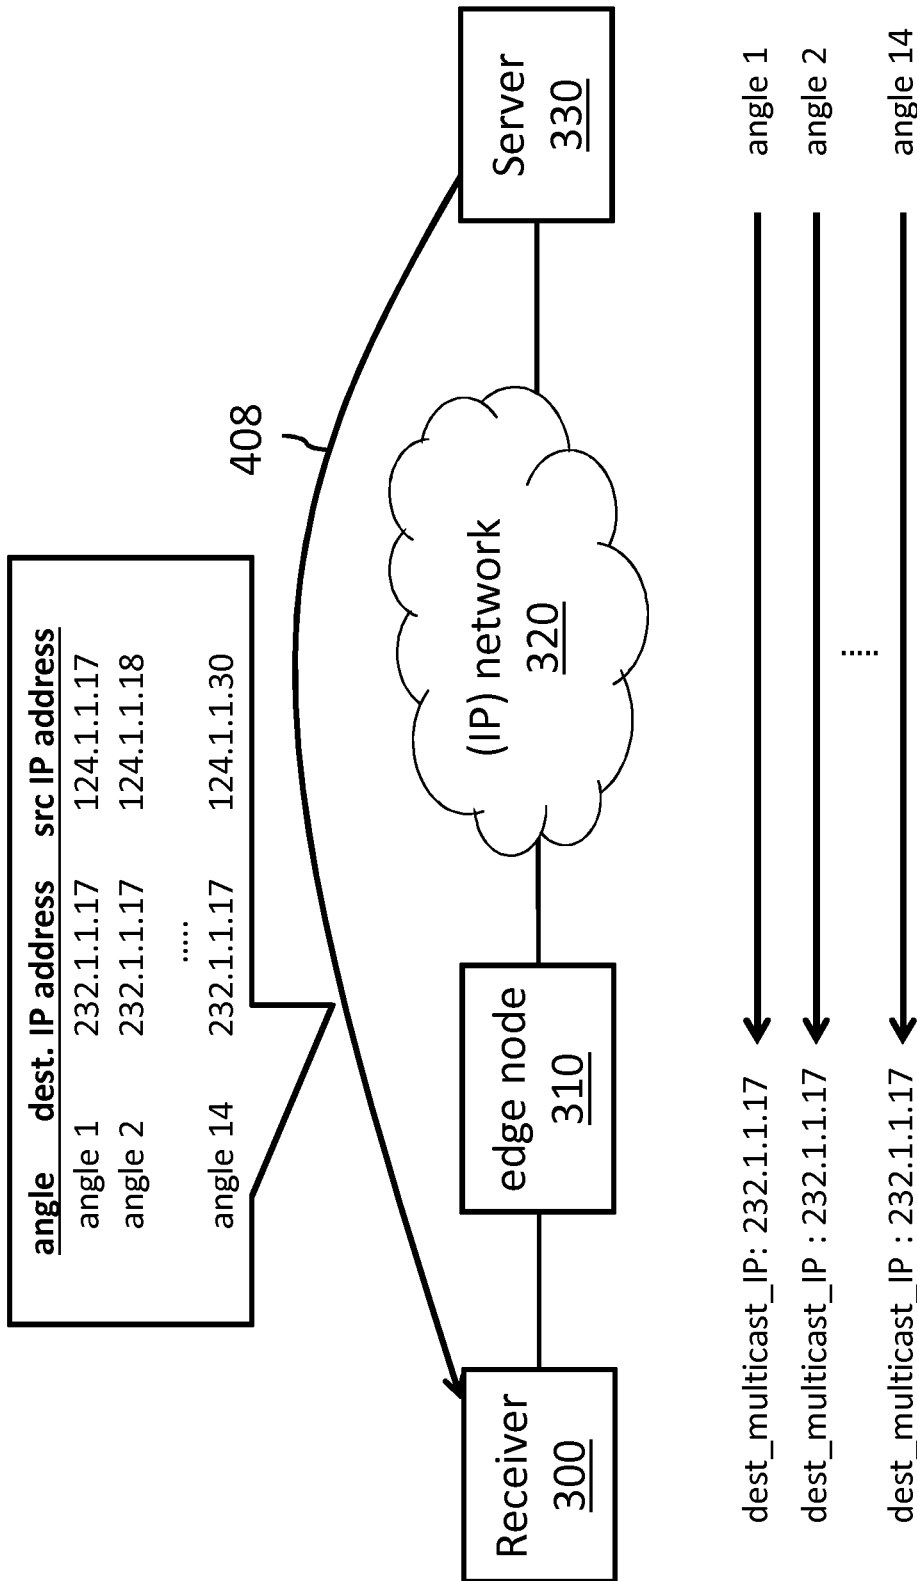 angle dest. IP address src IP address
angle 1 232.1.1.17 124.1.1.17
angle 2 232.1.1.17 124.1.1.18
.....
angle 14 232.1.1.17 124.1.1.30
408
Receiver
300
edge node
310
(IP) network
320
Server
330
dest_multicast_IP: 232.1.1.17 angle 1
dest_multicast_IP : 232.1.1.17 angle 2
.....
dest_multicast_IP : 232.1.1.17 angle 14